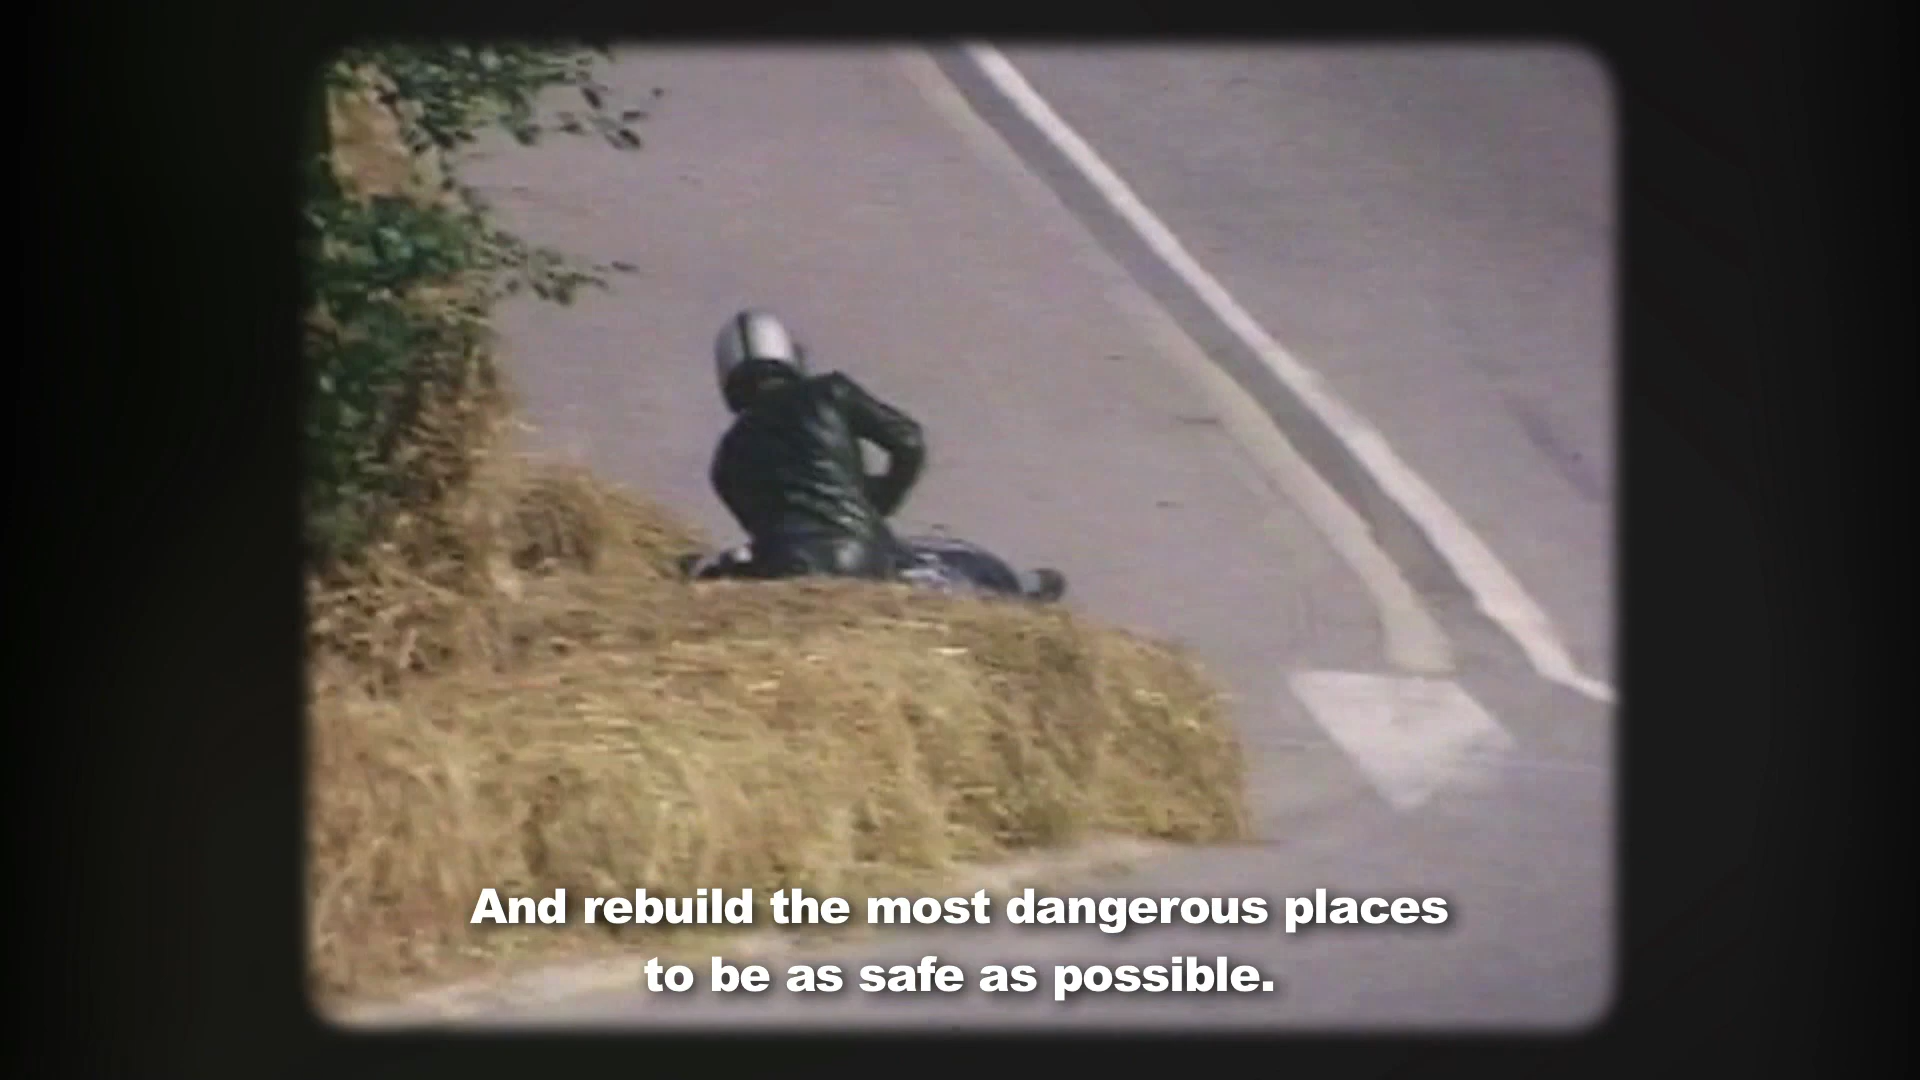 And rebuild the most dangerous places
to be as safe as possible.